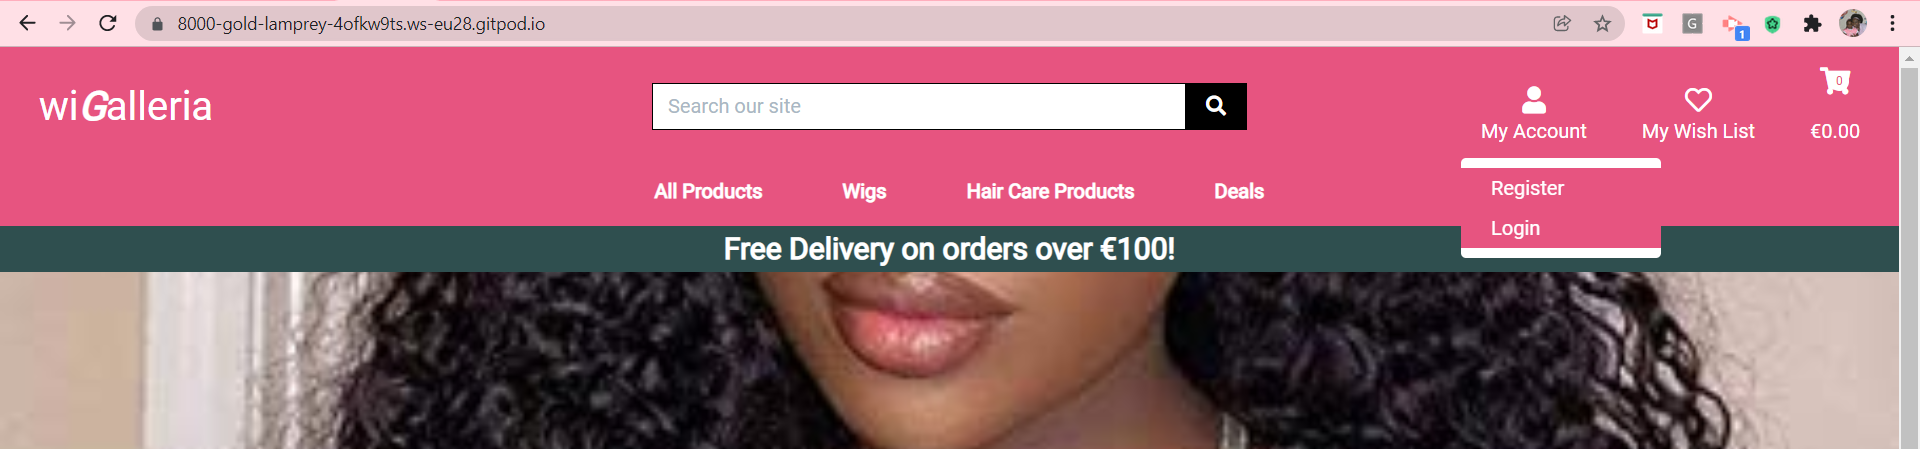 8000-gold-lamprey-4ofkw9ts.ws-eu28.gitpod.io
G
1
wiGalleria
Search our site
My Account
My Wish List
0
€0.00
All Products
Wigs
Hair Care Products
Deals
Register
Login
Free Delivery on orders over €100!